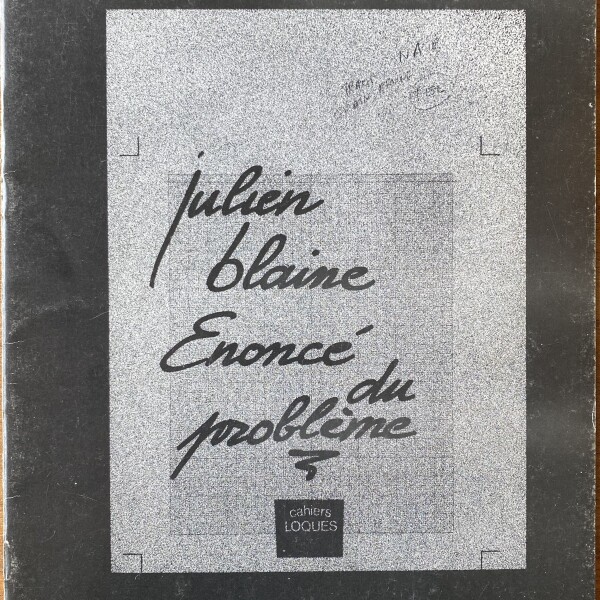 julien
blaine
Enoncé
du
problème
cahiers
LOQUES